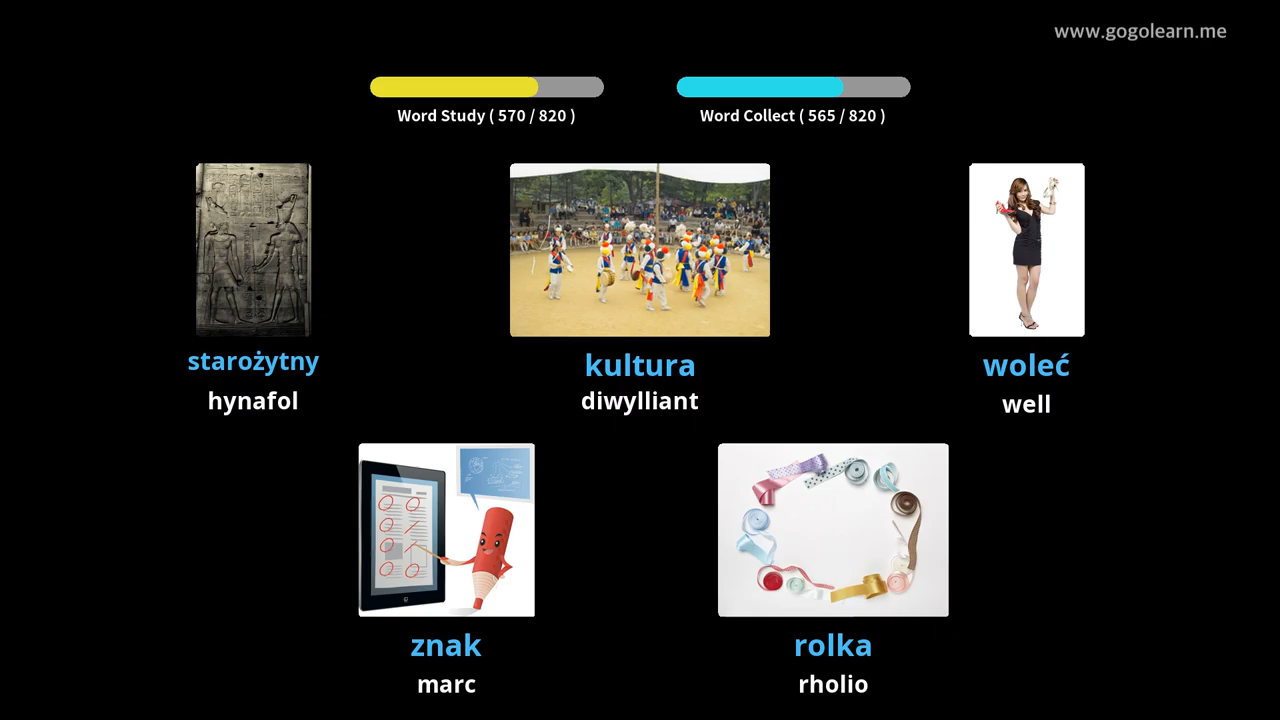 www.gogolearn.me
Word Study ( 570 / 820 )
Word Collect ( 565 / 820 )
starożytny
hynafol
kultura
diwylliant
woleć
well
znak
marc
rolka
rholio